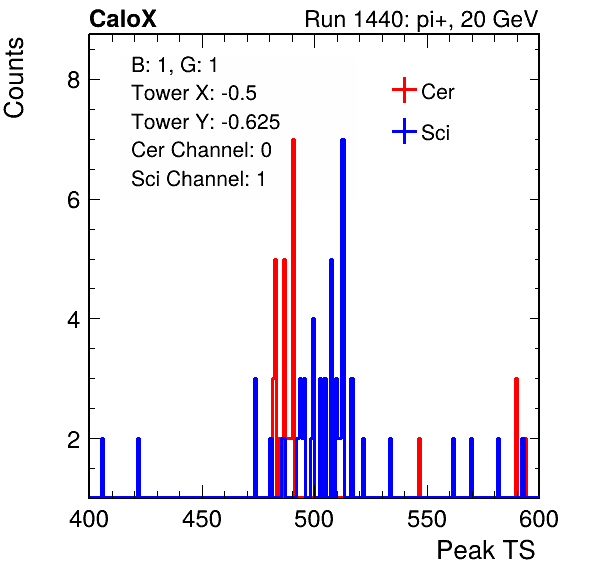 CaloX Run 1440: pi+, 20 GeV
Counts
B: 1, G: 1
Tower X: -0.5
Tower Y: -0.625
Cer Channel: 0
Sci Channel: 1
Cer
Sci
8
6
4
2
400 450 500 550 600
Peak TS